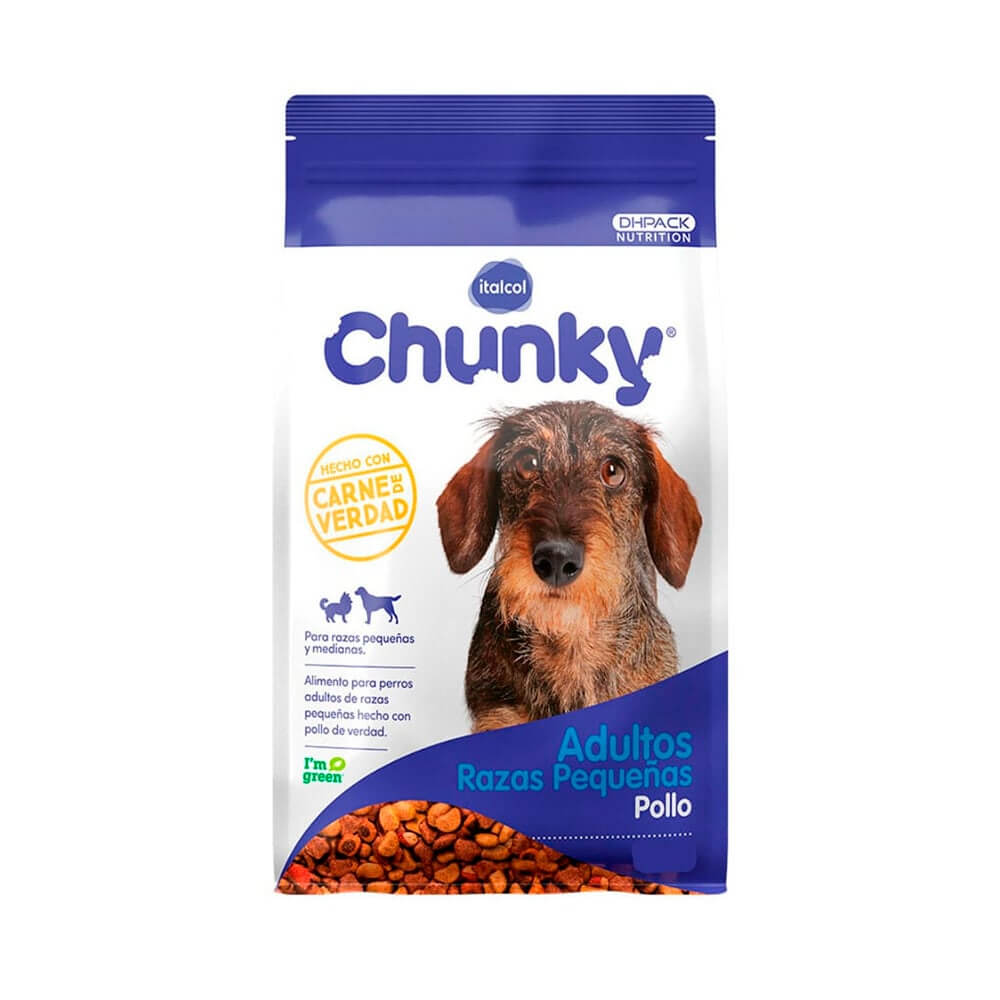 DHPACK
NUTRITION
italcol
Chunky®
HECHO CON
CARNE DE
VERDAD
Para razas pequeñas
y medianas.
Alimento para perros
adultos de razas
pequeñas hecho con
pollo de verdad.
I'm
green
Adultos
Razas Pequeñas
Pollo